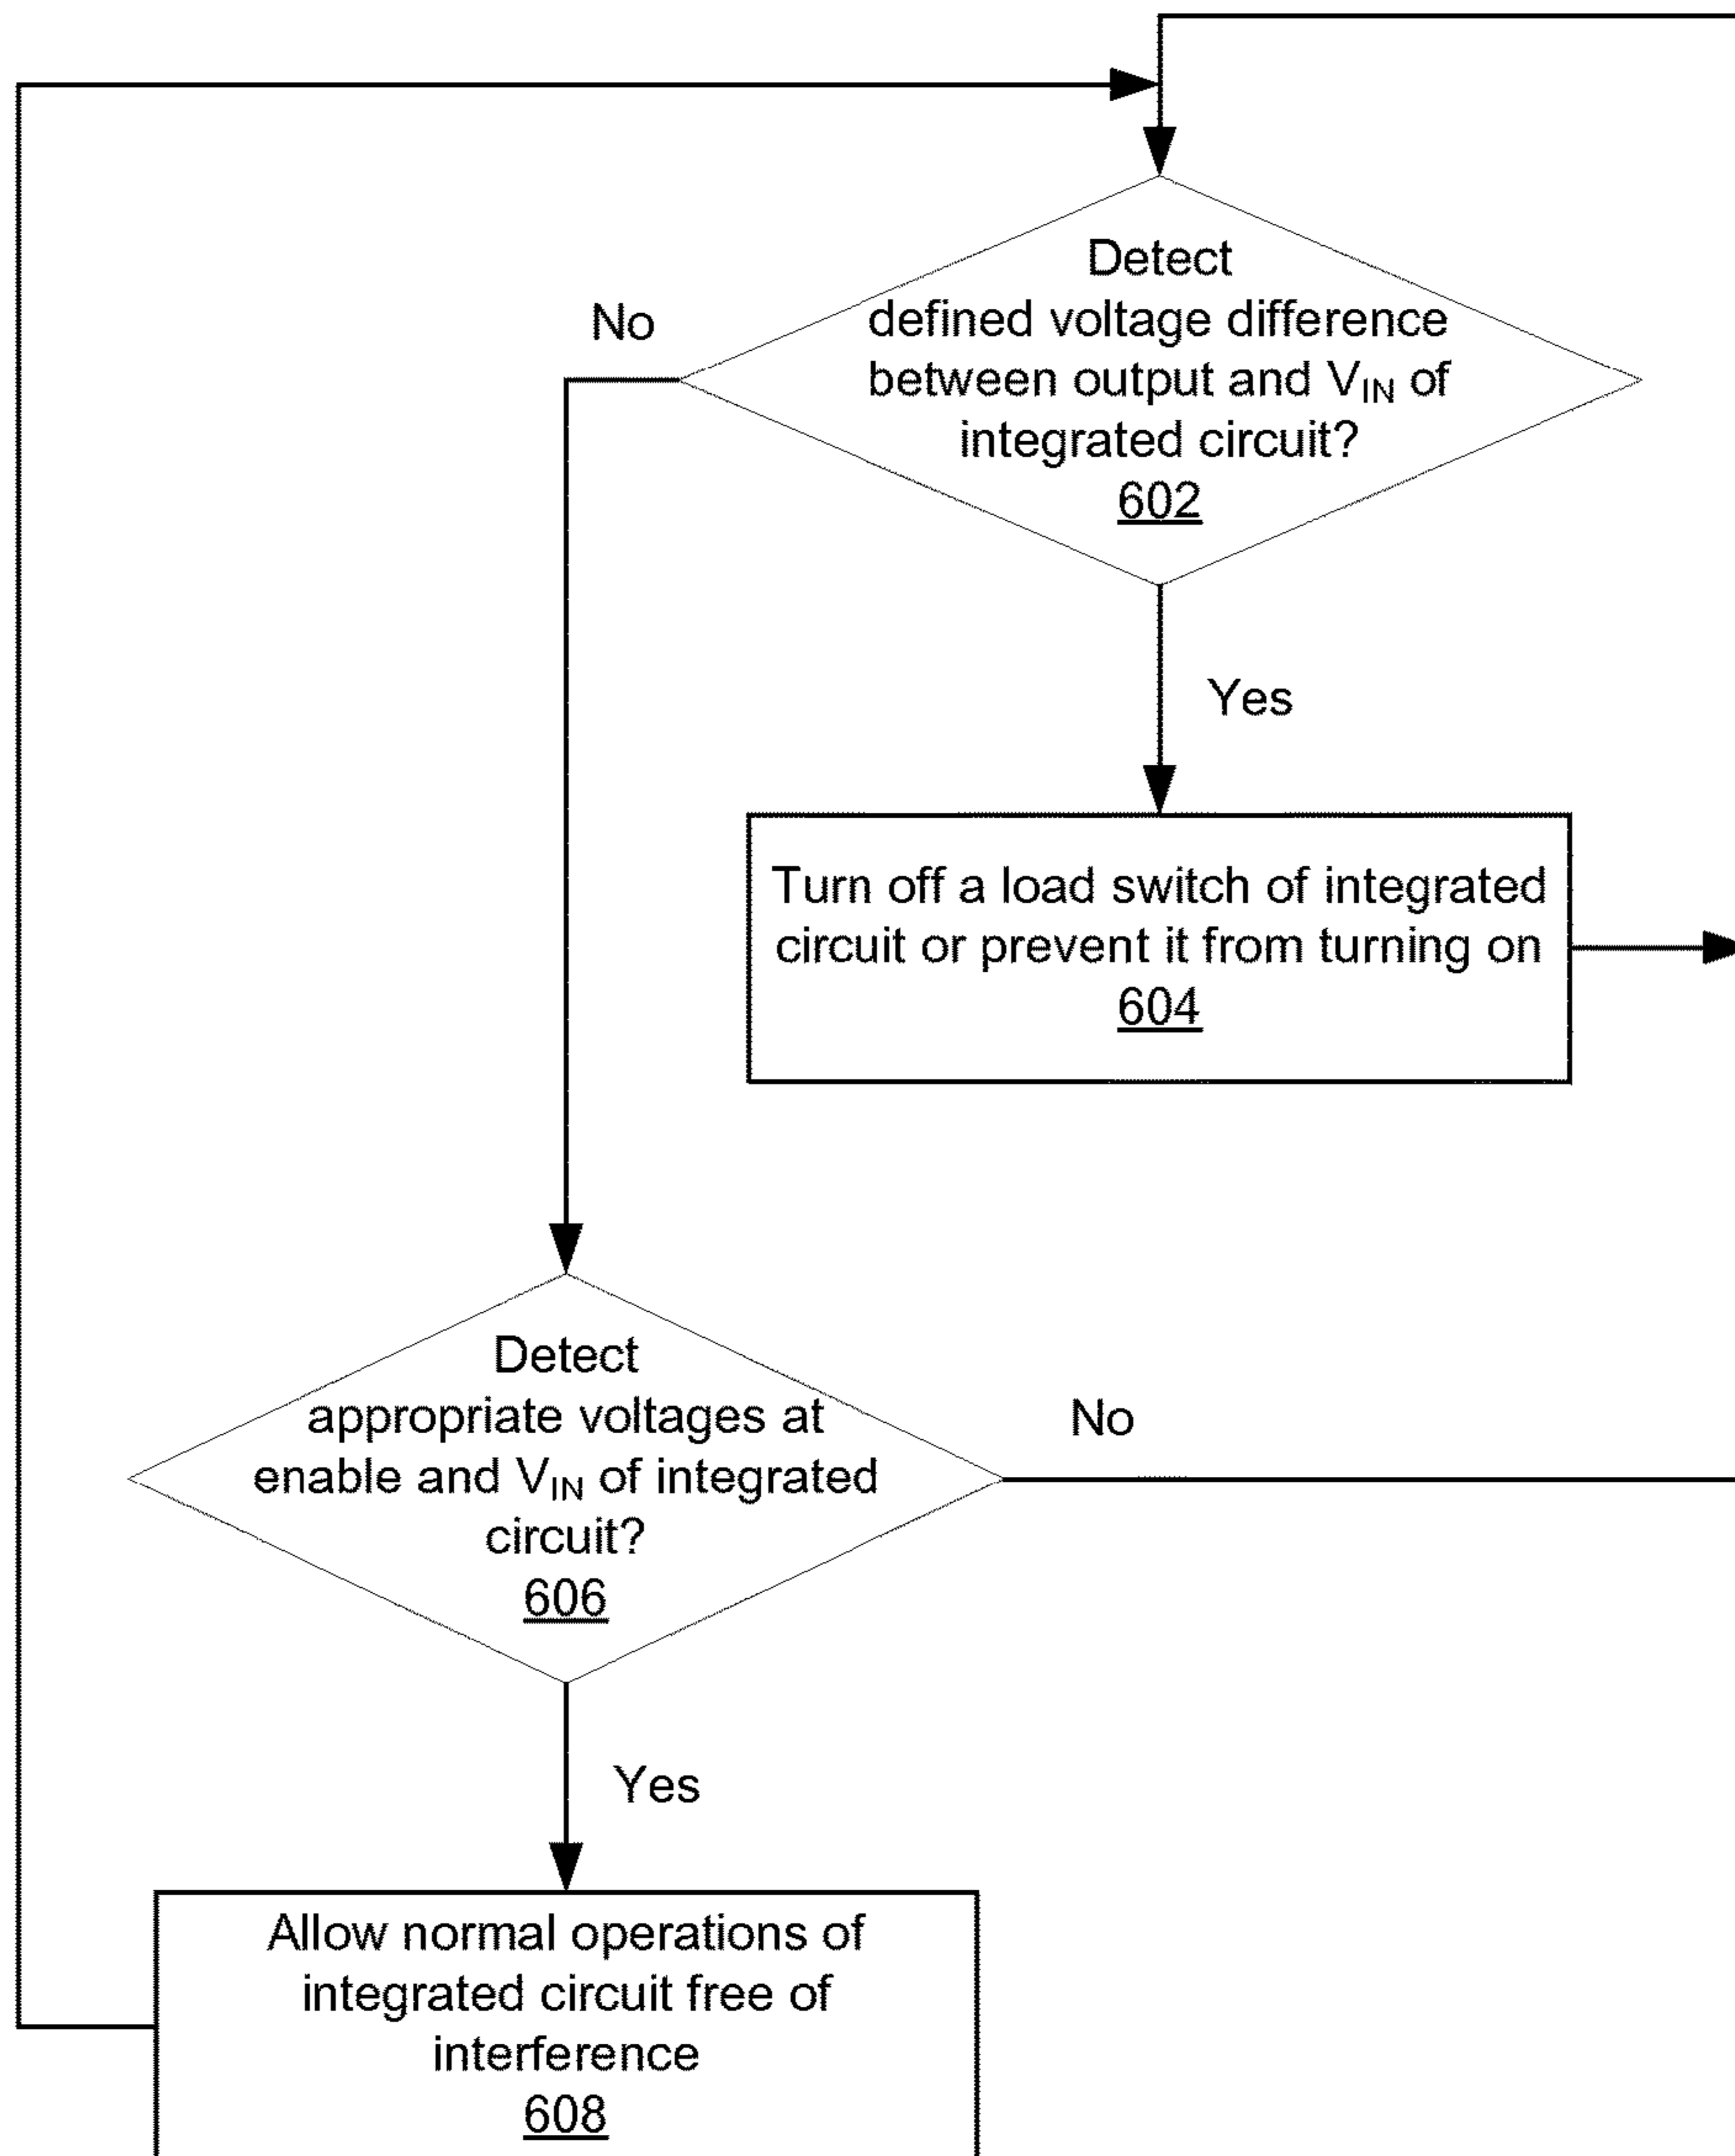 Detect
defined voltage difference
between output and VIN of
integrated circuit?
602
No
Yes
Turn off a load switch of integrated
circuit or prevent it from turning on
604
Detect
appropriate voltages at
enable and VIN of integrated
circuit?
606
No
Yes
Allow normal operations of
integrated circuit free of
interference
608